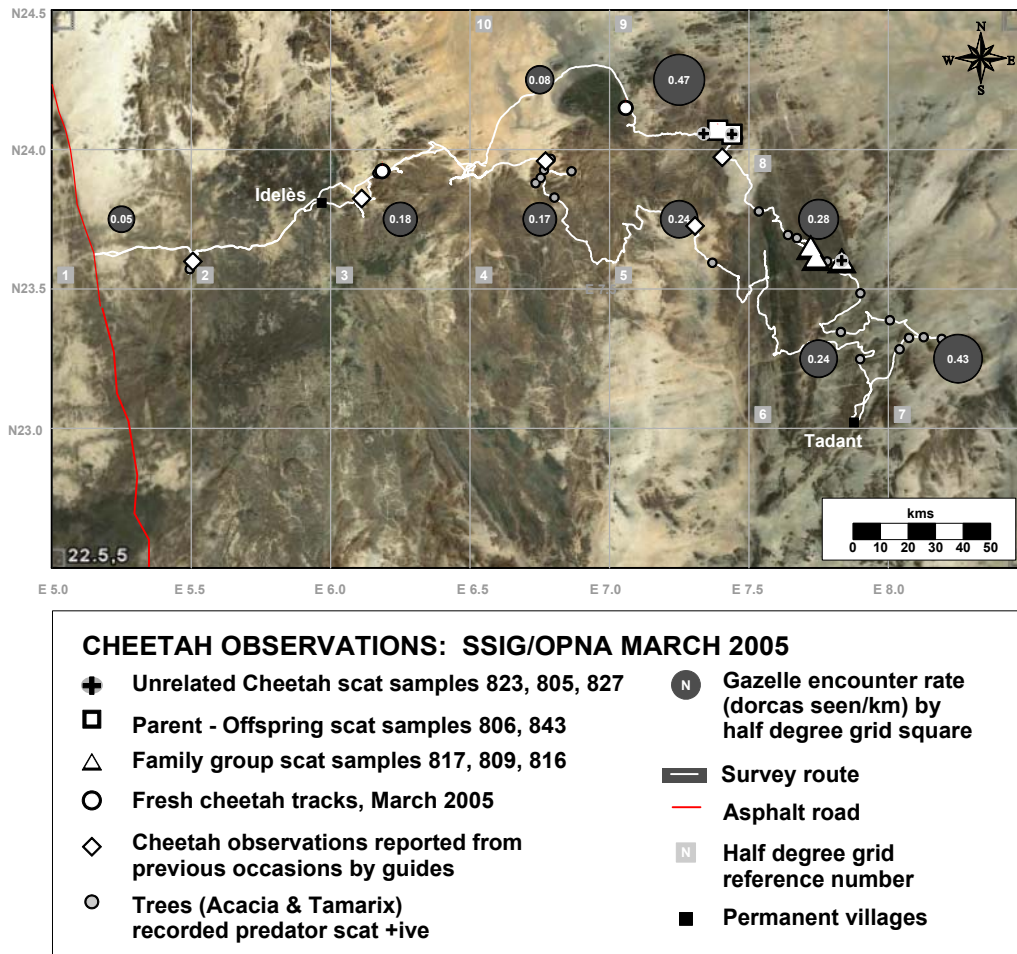 N24.5
10
9
N
W
E
S
0.08
0.47
N24.0
8
Idelès
0.05
0.18
0.17
0.24
0.28
1
2
3
4
5
N23.5
0.24
0.43
6
7
N23.0
Tadant
kms
0 10 20 30 40 50
22.5,5
E 5.0 E 5.5 E 6.0 E 6.5 E 7.0 E 7.5 E 8.0
CHEETAH OBSERVATIONS: SSIG/OPNA MARCH 2005
Unrelated Cheetah scat samples 823, 805, 827
Parent - Offspring scat samples 806, 843
Family group scat samples 817, 809, 816
Fresh cheetah tracks, March 2005
Cheetah observations reported from
previous occasions by guides
Trees (Acacia & Tamarix)
recorded predator scat +ive
N
Gazelle encounter rate
(dorcas seen/km) by
half degree grid square
Survey route
Asphalt road
N
Half degree grid
reference number
Permanent villages